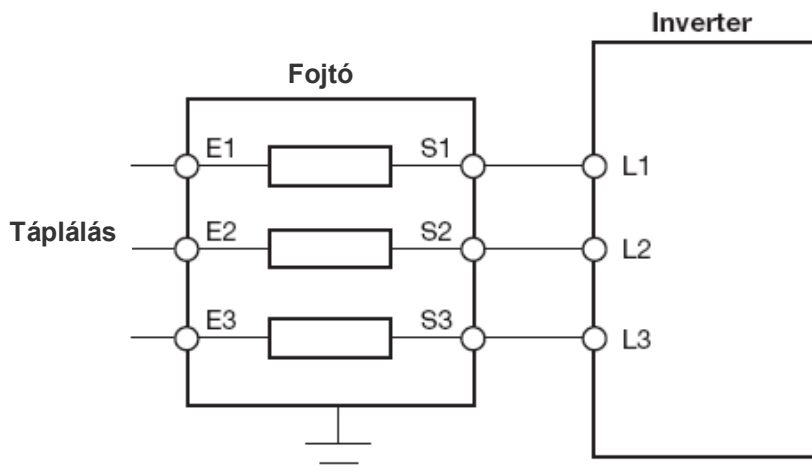 Inverter
Fojtó
E1 S1 L1
Táplálás
E2 S2 L2
E3 S3 L3